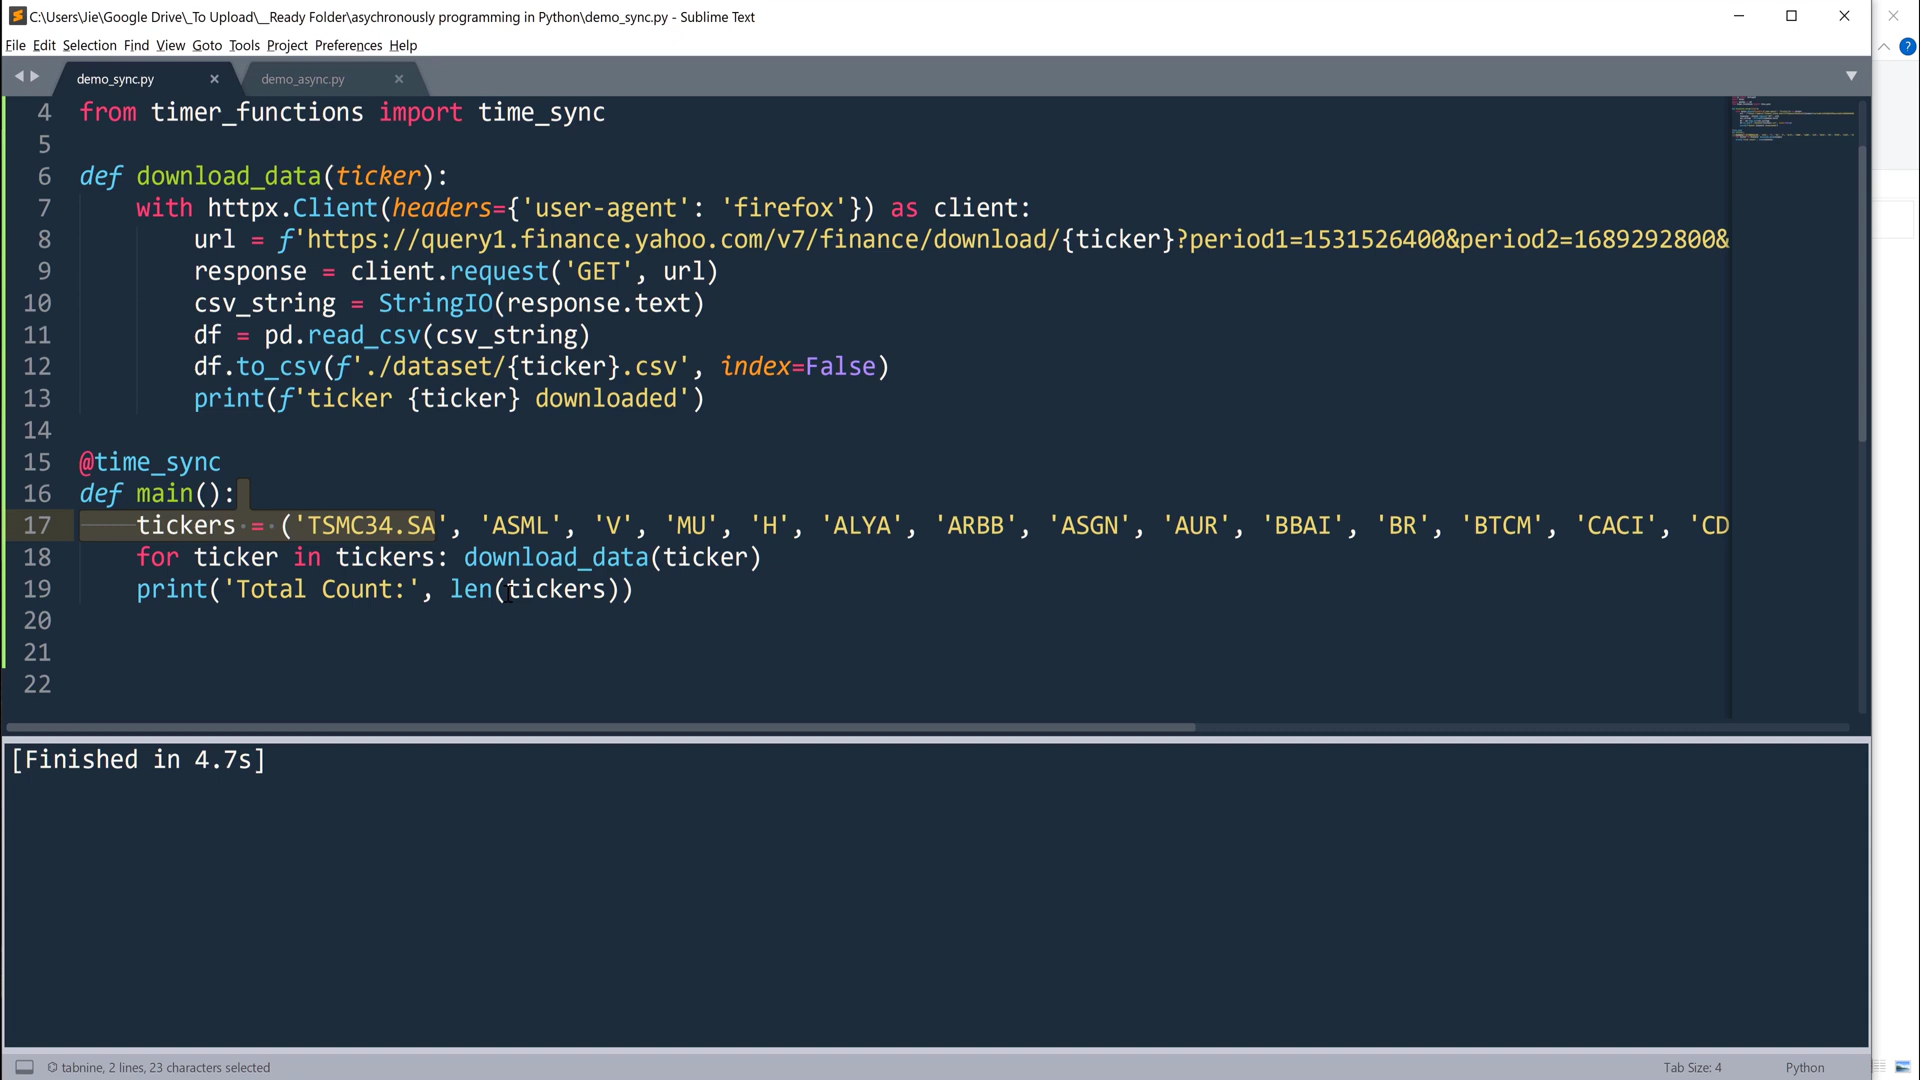 C:\Users\Jie\Google Drive\_To Upload\__Ready Folder\asychronously programming in Python\demo_sync.py - Sublime Text
File Edit Selection Find View Goto Tools Project Preferences Help
demo_sync.py demo_async.py
4 from timer_functions import time_sync
5
6 def download_data(ticker):
7 with httpx.Client(headers={'user-agent': 'firefox'}) as client:
8 url = f'https://query1.finance.yahoo.com/v7/finance/download/{ticker}?period1=1531526400&period2=1689292800&
9 response = client.request('GET', url)
10 csv_string = StringIO(response.text)
11 df = pd.read_csv(csv_string)
12 df.to_csv(f'./dataset/{ticker}.csv', index=False)
13 print(f'ticker {ticker} downloaded')
14
15 @time_sync
16 def main():
17 tickers = ('TSMC34.SA', 'ASML', 'V', 'MU', 'H', 'ALYA', 'ARBB', 'ASGN', 'AUR', 'BBAI', 'BR', 'BTCM', 'CACI', 'CD
18 for ticker in tickers: download_data(ticker)
19 print('Total Count:', len(tickers))
20
21
22
[Finished in 4.7s]
tabnine, 2 lines, 23 characters selected Tab Size: 4 Python